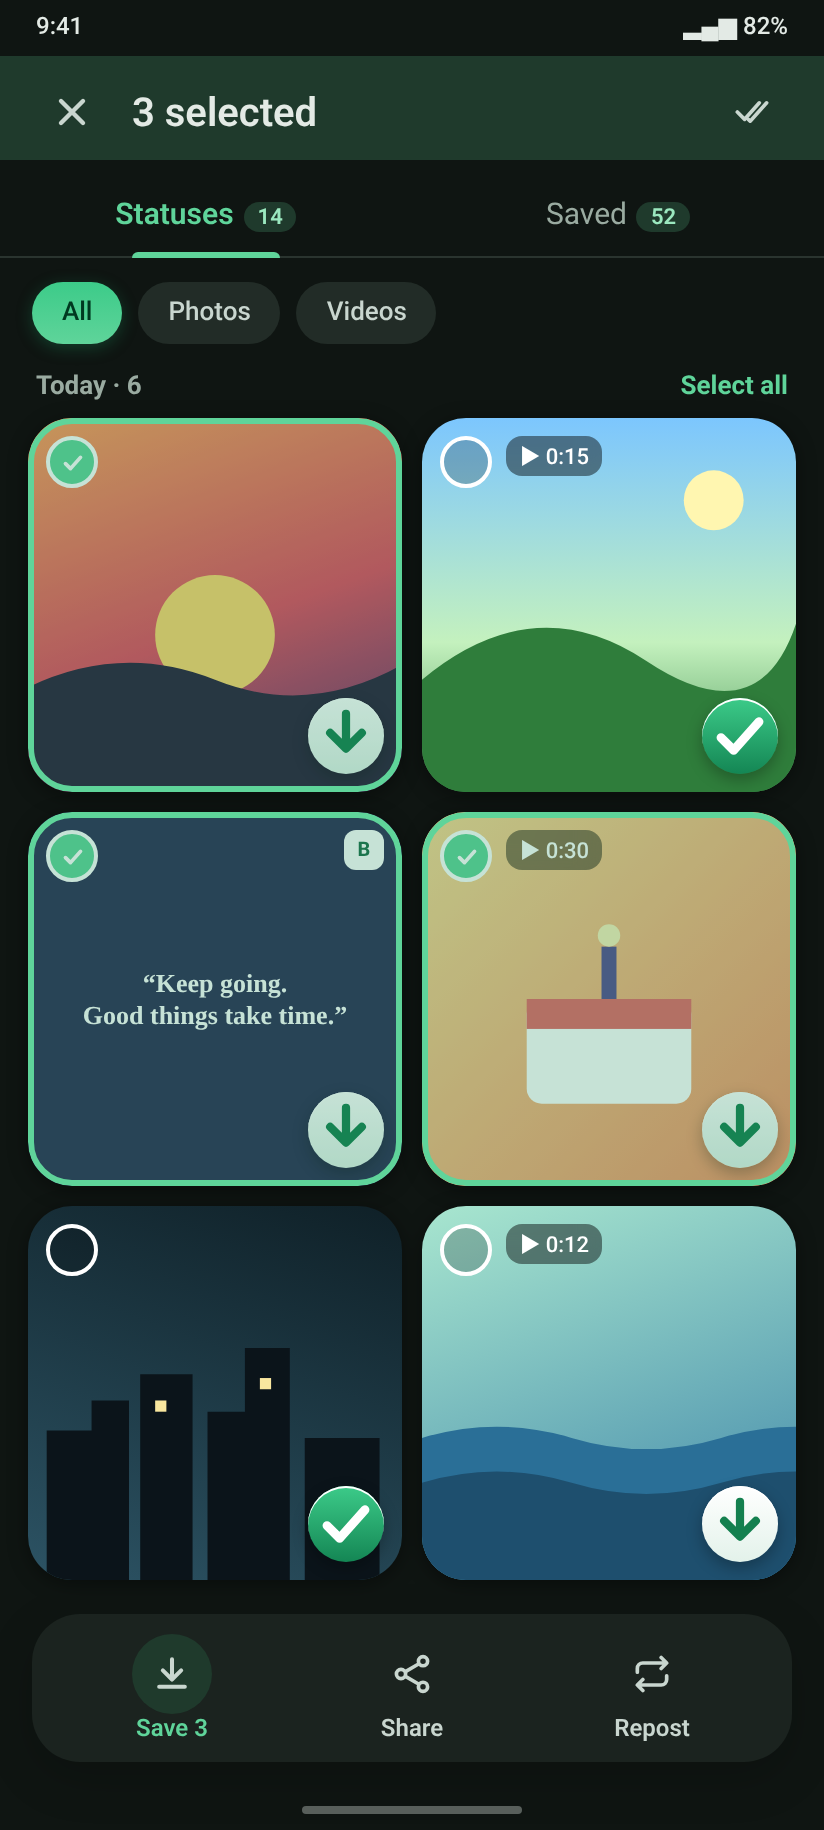 9:41 82%
3 selected
Statuses 14 Saved 52
All Photos Videos
Today · 6 Select all
0:15
B
“Keep going.
Good things take time.”
0:30
0:12
Save 3 Share Repost